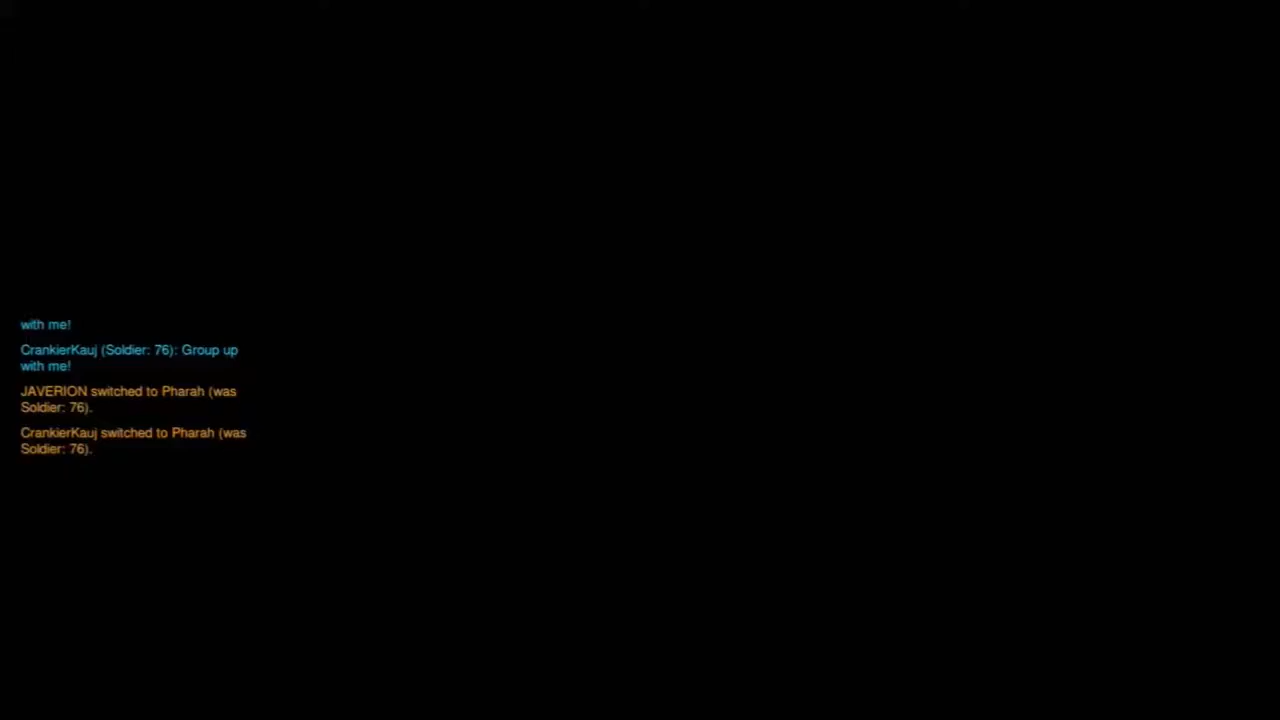 with me!
CrankierKauj (Soldier: 76): Group up
with me!
JAVERION switched to Pharah (was
Soldier: 76).
CrankierKauj switched to Pharah (was
Soldier: 76).